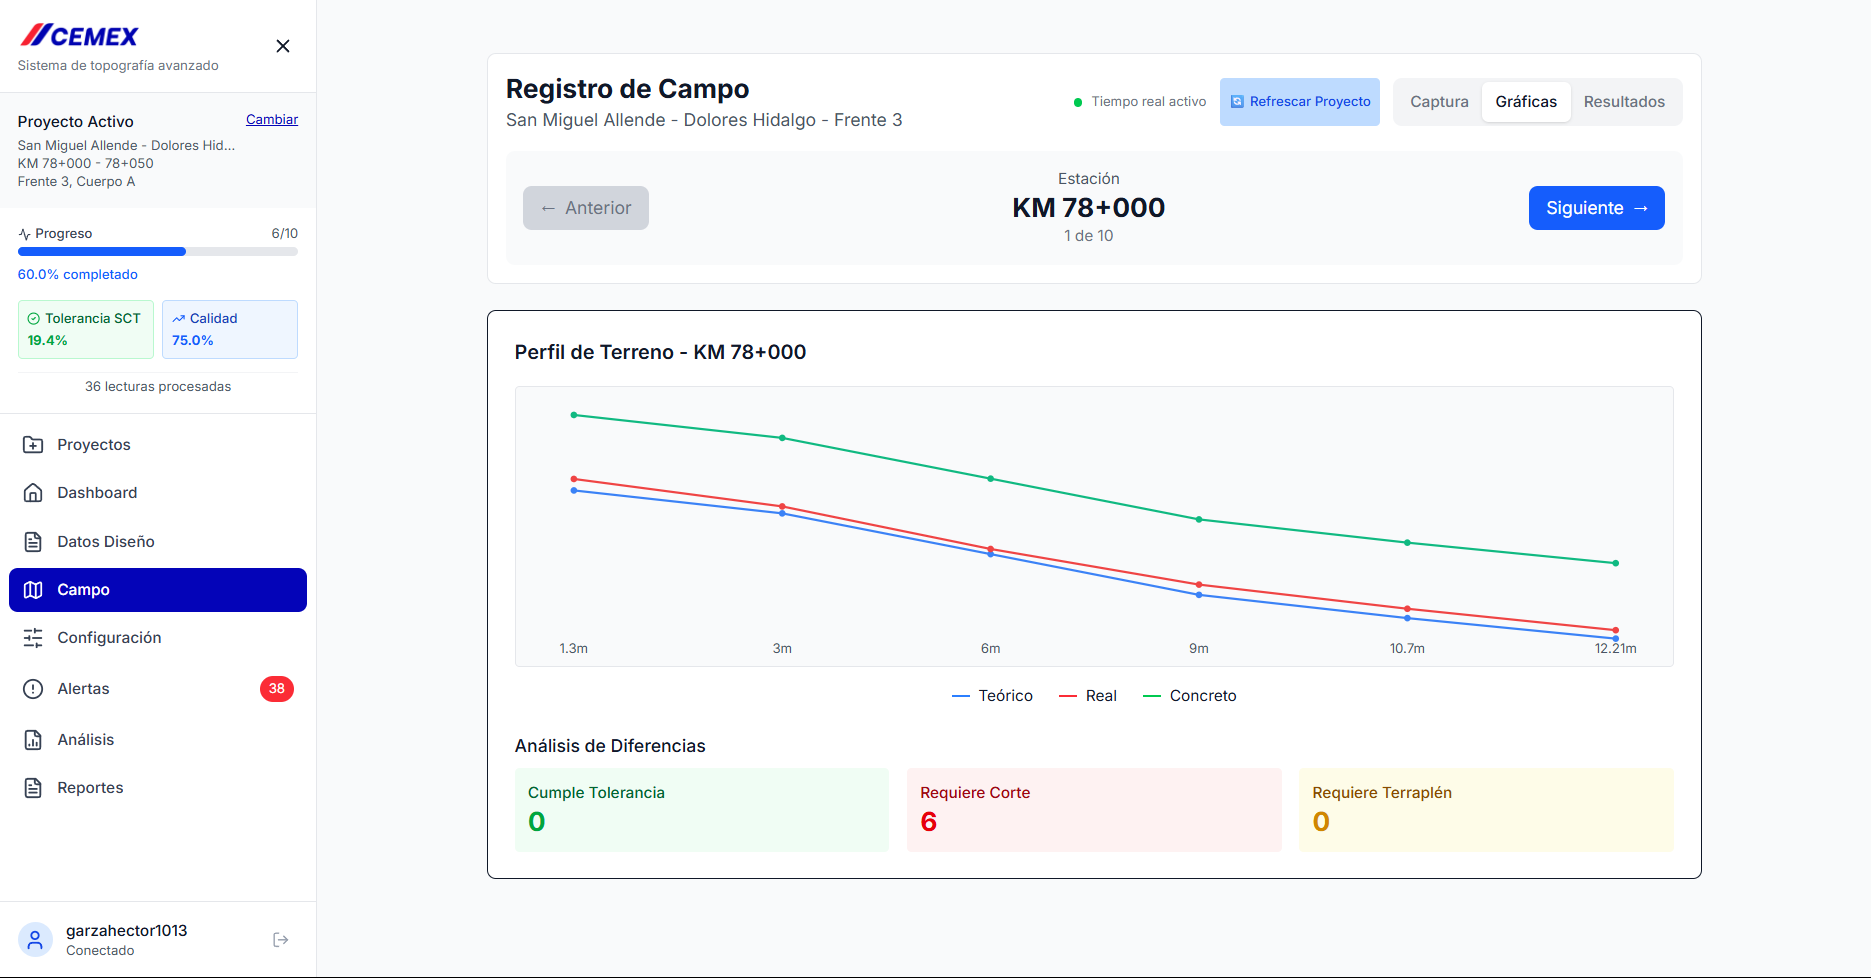 CEMEX
Sistema de topografía avanzado
Proyecto Activo
Cambiar
San Miguel Allende - Dolores Hid...
KM 78+000 - 78+050
Frente 3, Cuerpo A
Progreso
6/10
60.0% completado
Tolerancia SCT
19.4%
Calidad
75.0%
36 lecturas procesadas
Proyectos
Dashboard
Datos Diseño
Campo
Configuración
Alertas
38
Análisis
Reportes
garzahector1013
Conectado
Registro de Campo
San Miguel Allende - Dolores Hidalgo - Frente 3
Tiempo real activo
Refrescar Proyecto
Captura
Gráficas
Resultados
← Anterior
Estación
KM 78+000
1 de 10
Siguiente →
Perfil de Terreno - KM 78+000
1.3m
3m
6m
9m
10.7m
12.21m
Teórico
Real
Concreto
Análisis de Diferencias
Cumple Tolerancia
0
Requiere Corte
6
Requiere Terraplén
0